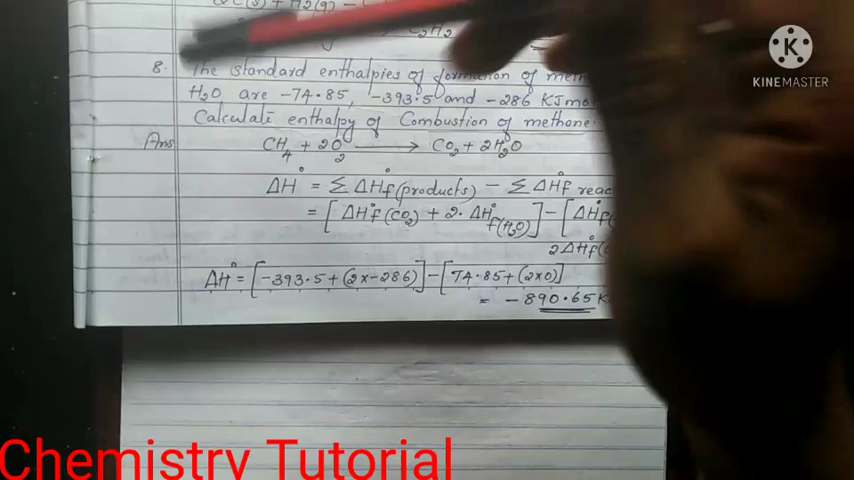 C(s) + H2(g) -
C2H2
8. The standard enthalpies of formation of
H2O are -74.85, -393.5 and -286 KJ
Calculate enthalpy of Combustion of methane.
Ans CH4 + 2O2 → CO2 + 2H2O
ΔH° = Σ ΔH°f (products) - Σ ΔH°f
= [ΔH°f (CO2) + 2. ΔH°f(H2O)] - [ΔH°f
2ΔH°f(
ΔH° = [-393.5 + (2x-286)] - [74.85 + (2x0)]
= -890.65
K
KINEMASTER
Chemistry Tutorial